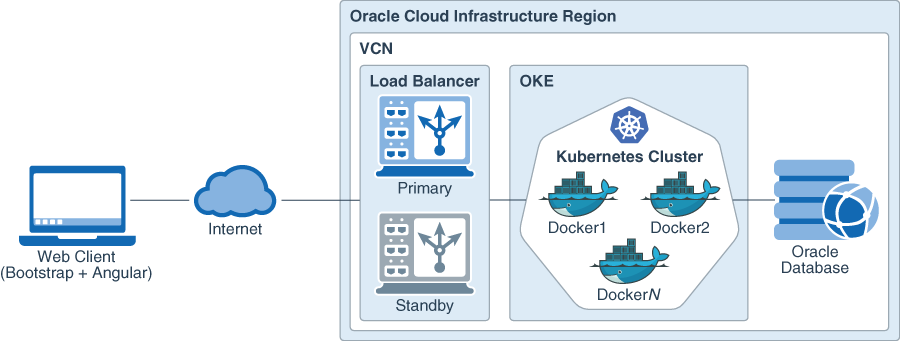 Oracle Cloud Infrastructure Region
VCN
Load Balancer
OKE
Kubernetes Cluster
Primary
Docker1
Docker2
Internet
Web Client
(Bootstrap + Angular)
Oracle
Database
DockerN
Standby